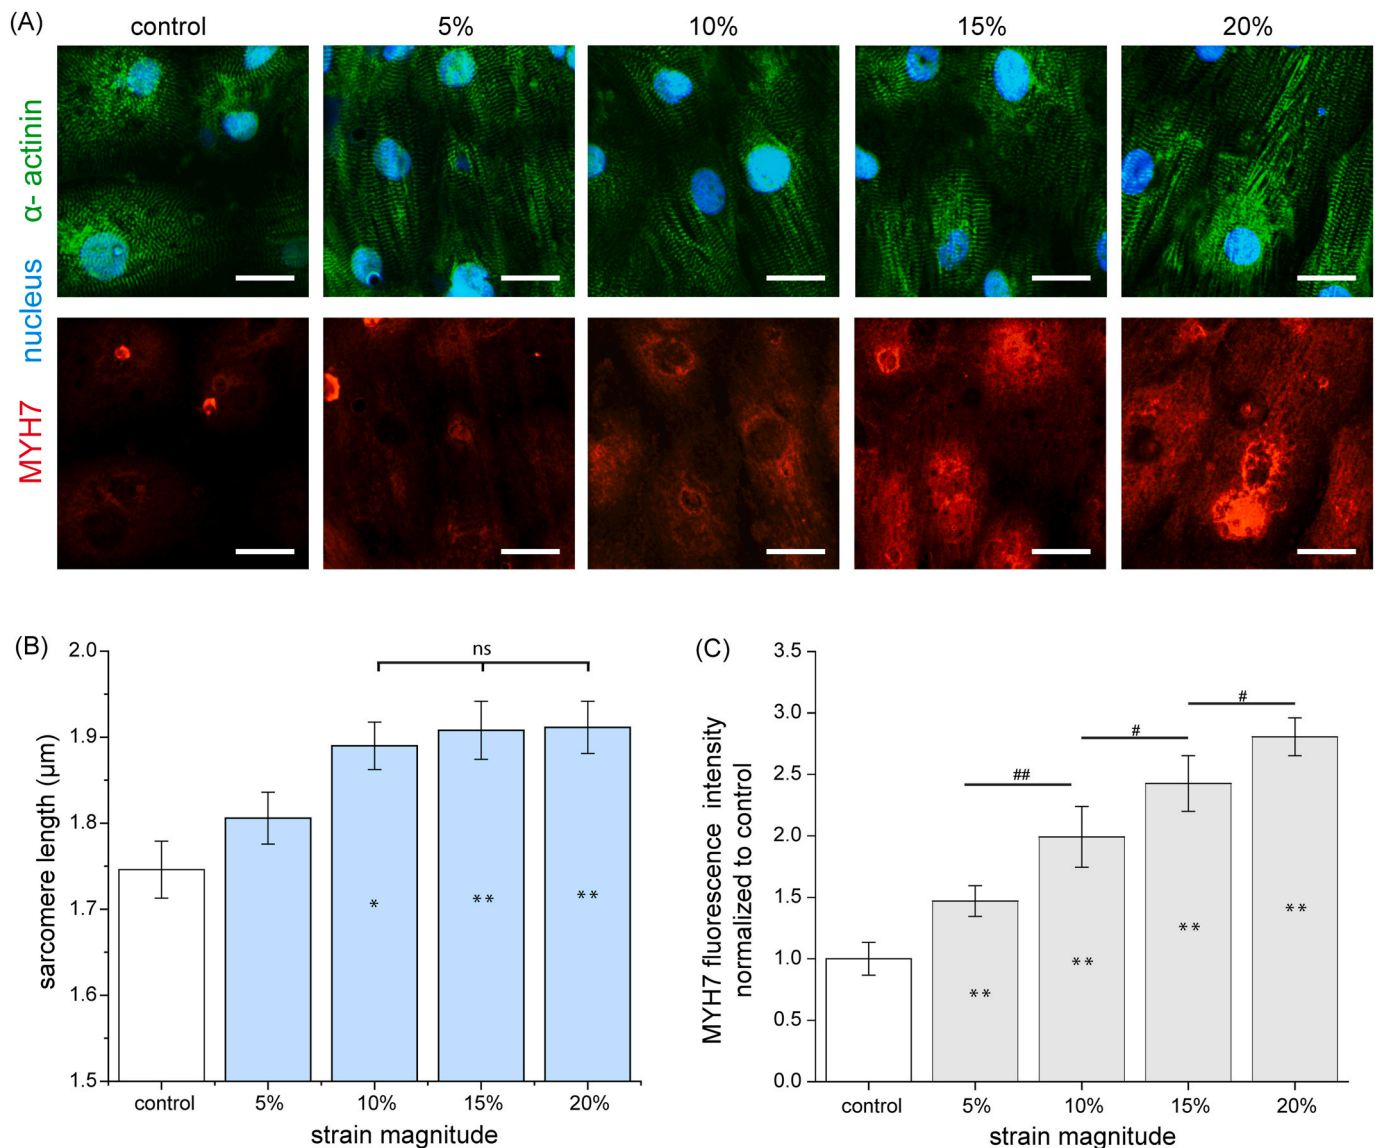 (A)
control 5% 10% 15% 20%
α- actinin
nucleus
MYH7
(B)
2.0
1.9
1.8
1.7
1.6
1.5
sarcomere length (μm)
ns
*
**
**
control 5% 10% 15% 20%
strain magnitude
(C)
3.5
3.0
2.5
2.0
1.5
1.0
0.5
0.0
MYH7 fluorescence intensity
normalized to control
##
#
#
**
**
**
**
control 5% 10% 15% 20%
strain magnitude